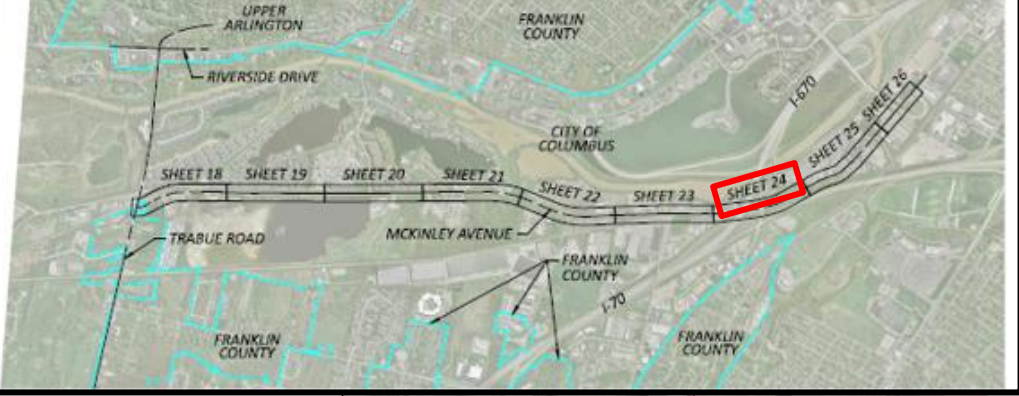 UPPER
ARLINGTON
FRANKLIN
COUNTY
RIVERSIDE DRIVE
I-670
CITY OF
COLUMBUS
SHEET 18
SHEET 19
SHEET 20
SHEET 21
SHEET 22
SHEET 23
SHEET 24
SHEET 25
SHEET 26
TRABUE ROAD
MCKINLEY AVENUE
FRANKLIN
COUNTY
I-70
FRANKLIN
COUNTY
FRANKLIN
COUNTY